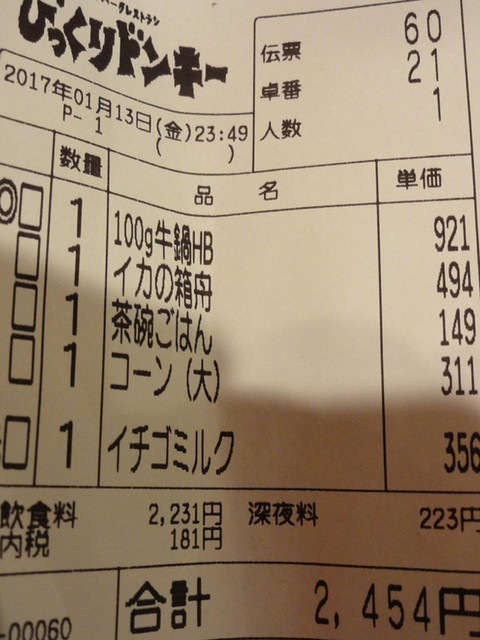 ハンバーグレストラン
びっくりドンキー
伝票 60
卓番 21
人数 1
2017年01月13日(金)23:49
P- 1 ( )
数量 品 名 単価
1 100g牛鍋HB 921
1 イカの箱舟 494
1 茶碗ごはん 149
1 コーン(大) 311
1 イチゴミルク 356
飲食料 2,231円 深夜料 223円
内税 181円
-00060 合計 2,454円